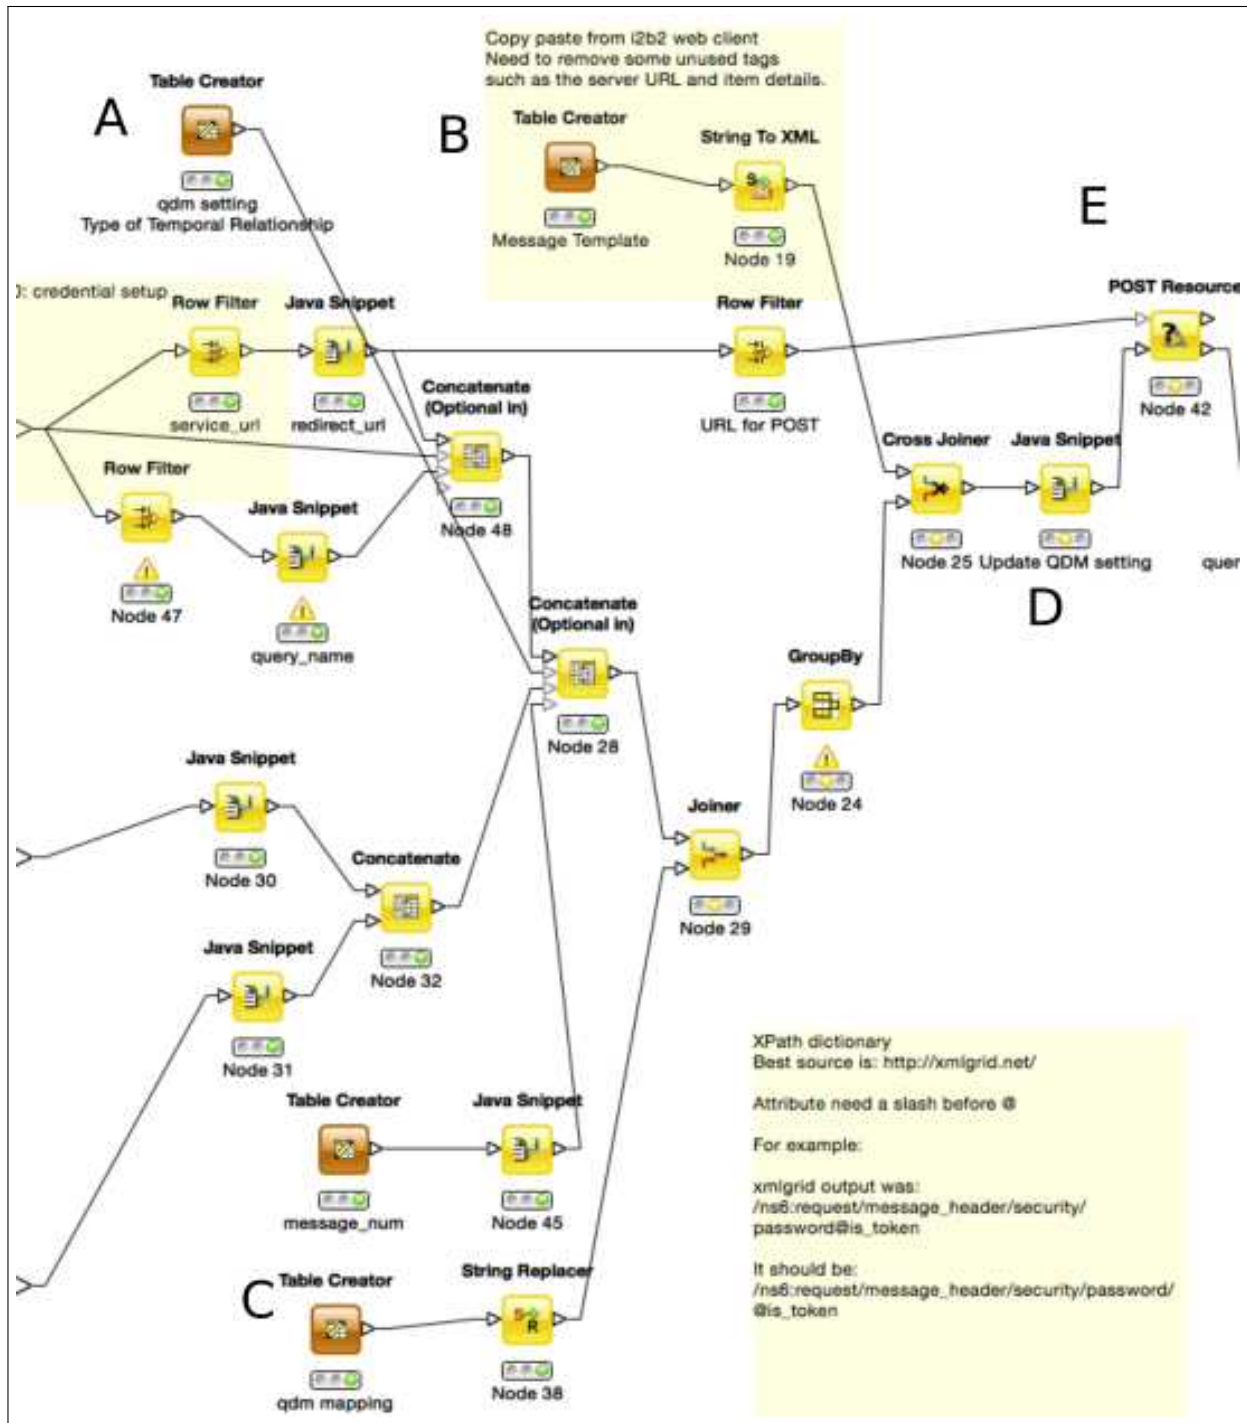 Copy paste from i2b2 web client
Need to remove some unused tags
such as the server URL and item details.
Table Creator
A
B
Table Creator
String To XML
qdm setting
Type of Temporal Relationship
Message Template
Node 19
E
0: credential setup
Row Filter
Java Snippet
Row Filter
POST Resource
service_url
redirect_url
Concatenate
(Optional in)
URL for POST
Node 42
Row Filter
Java Snippet
Cross Joiner
Java Snippet
Node 48
Node 47
query_name
Node 25
Update QDM setting
quer
D
Concatenate
(Optional in)
GroupBy
Node 28
Node 24
Java Snippet
Joiner
Node 30
Concatenate
Node 29
Java Snippet
Node 32
Node 31
XPath dictionary
Best source is: http://xmlgrid.net/
Attribute need a slash before @
For example:
xmlgrid output was:
/ns6:request/message_header/security/
password@is_token
It should be:
/ns6:request/message_header/security/password/
@is_token
Table Creator
Java Snippet
message_num
Node 45
C
Table Creator
String Replacer
S
R
qdm mapping
Node 38